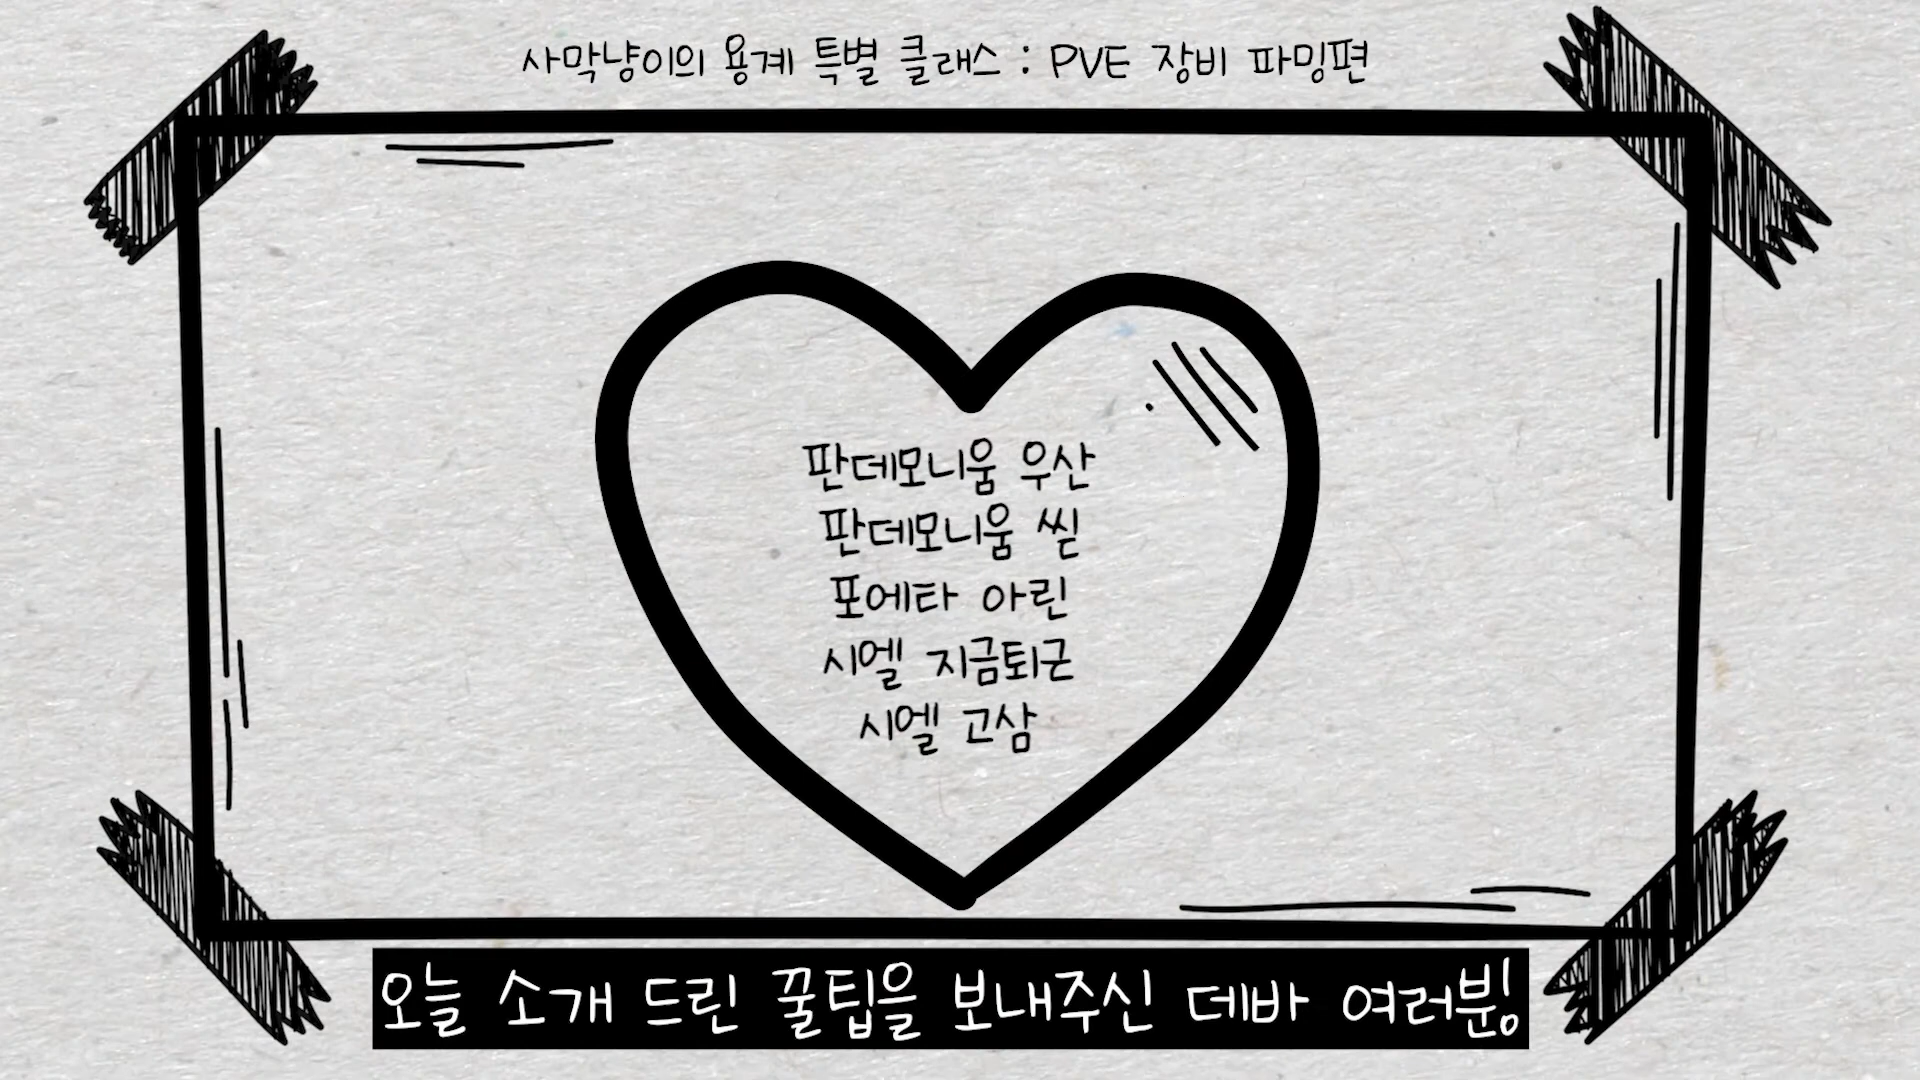 사막냥이의 용계 특별 클래스 : PVE 장비 파밍편
판데모니움 우산
판데모니움 씯
포에타 아린
시엘 지금퇴근
시엘 고삼
오늘 소개 드린 꿀팁을 보내주신 데바 여러분